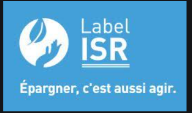 Label
ISR
Épargner, c'est aussi agir.